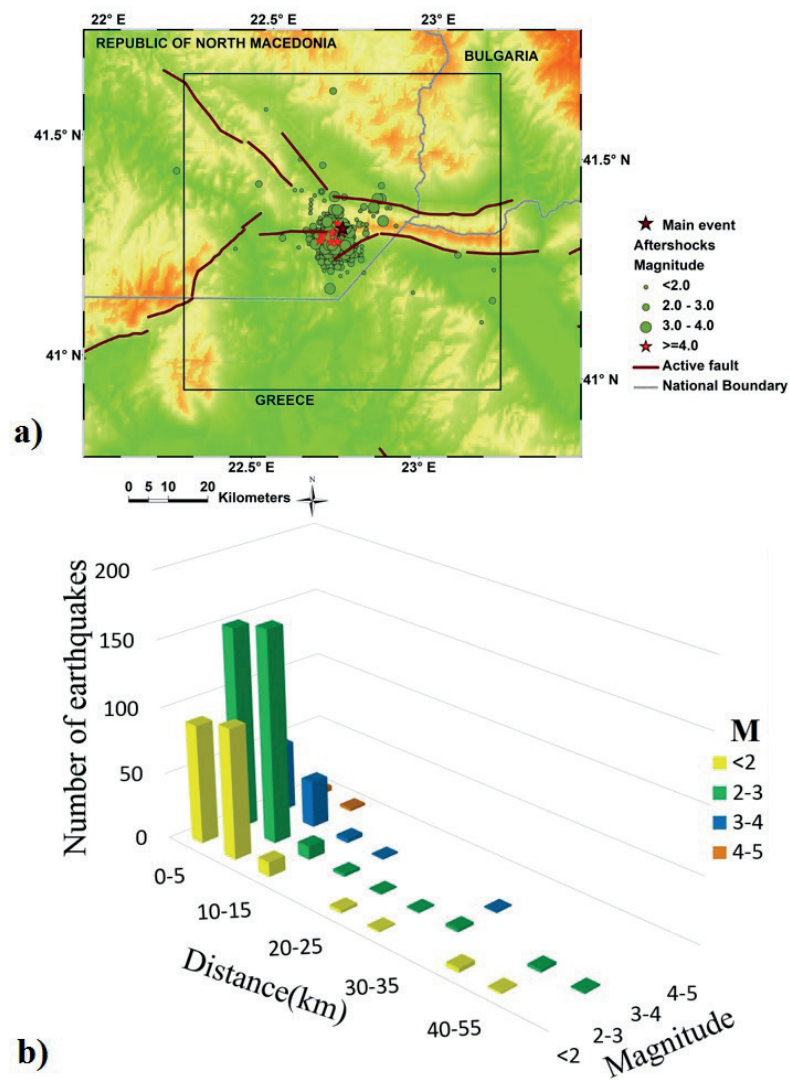 22° E 22.5° E 23° E
REPUBLIC OF NORTH MACEDONIA
BULGARIA
41.5° N
41.5° N
Main event
Aftershocks
Magnitude
<2.0
2.0 - 3.0
3.0 - 4.0
>=4.0
Active fault
National Boundary
41° N
41° N
GREECE
a)
22.5° E 23° E
0 5 10 20
Kilometers
N
Number of earthquakes
200
150
100
50
0
M
<2
2-3
3-4
4-5
0-5
10-15
20-25
30-35
40-55
Distance(km)
<2
2-3
3-4
4-5
Magnitude
b)